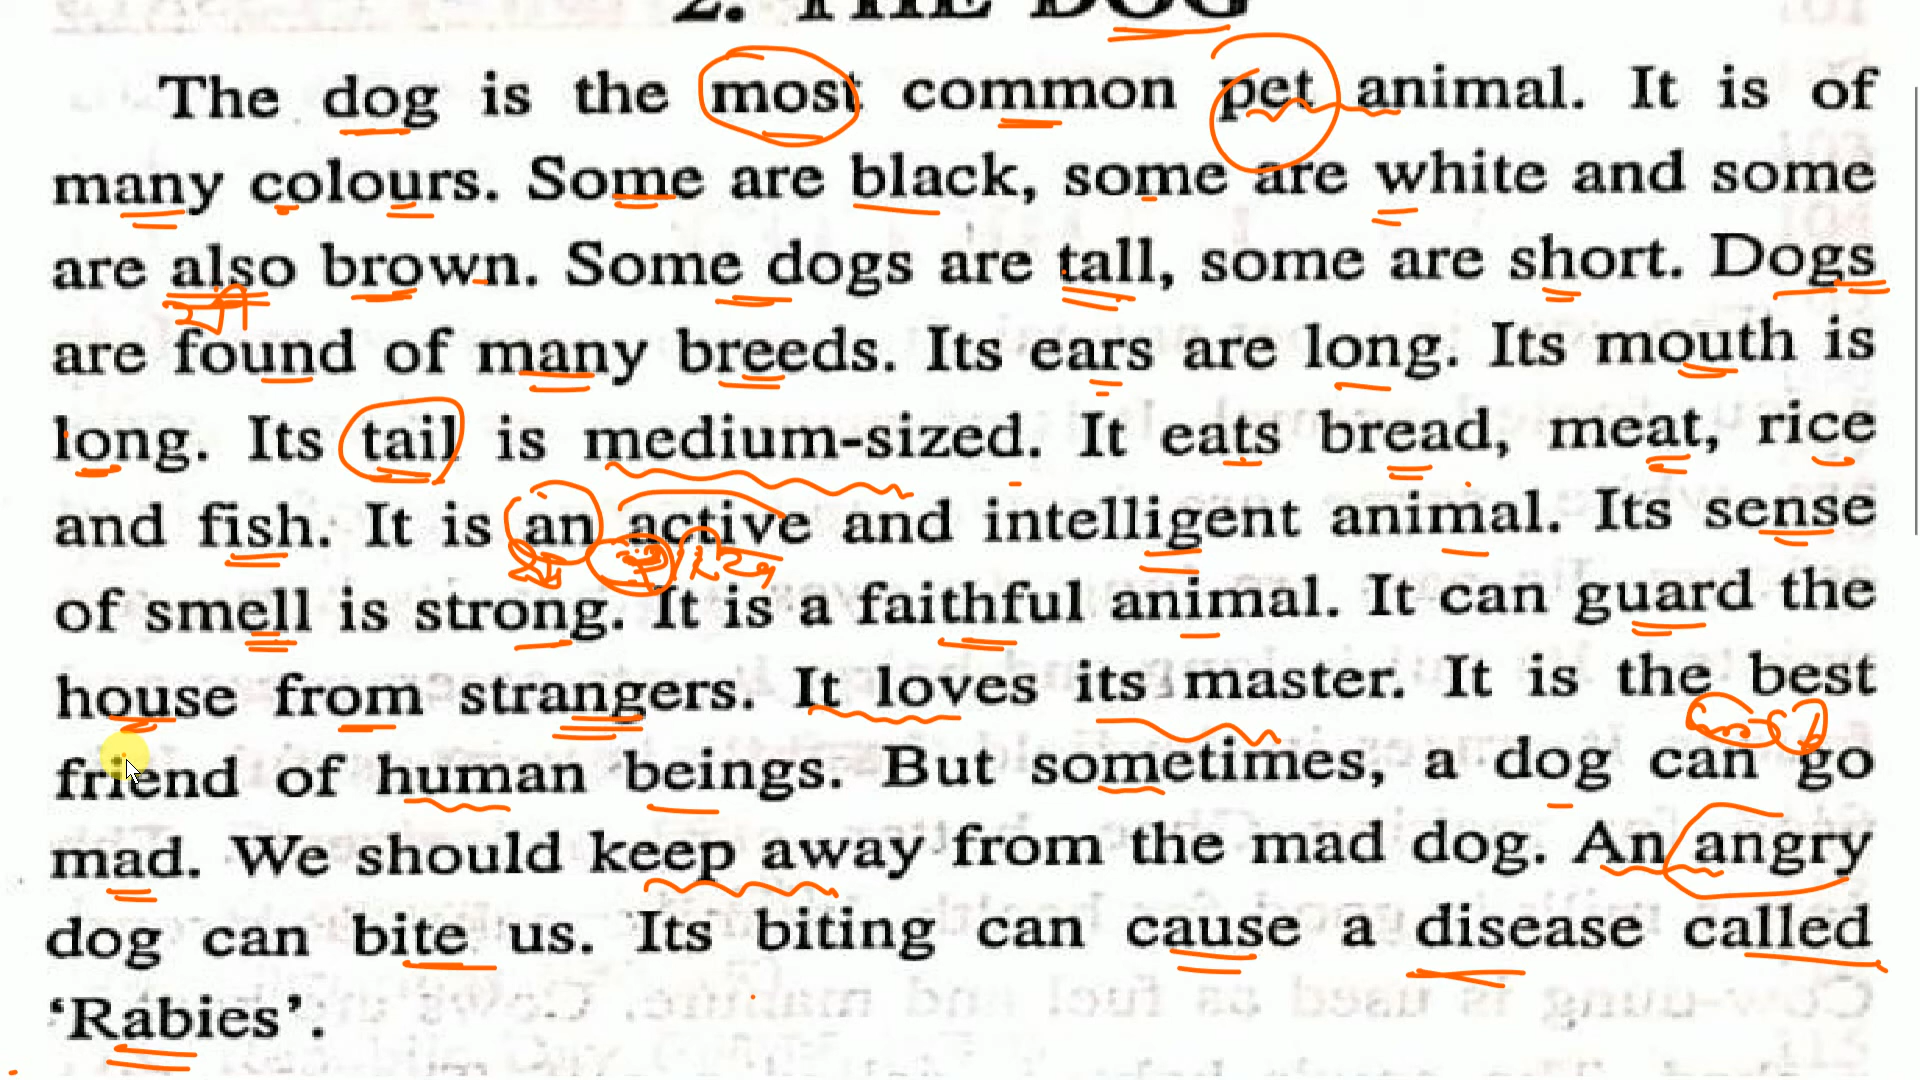 2. THE DOG
The dog is the most common pet animal. It is of
many colours. Some are black, some are white and some
are also brown. Some dogs are tall, some are short. Dogs
are found of many breeds. Its ears are long. Its mouth is
long. Its tail is medium-sized. It eats bread, meat, rice
and fish. It is an active and intelligent animal. Its sense
of smell is strong. It is a faithful animal. It can guard the
house from strangers. It loves its master. It is the best
friend of human beings. But sometimes, a dog can go
mad. We should keep away from the mad dog. An angry
dog can bite us. Its biting can cause a disease called
‘Rabies’.